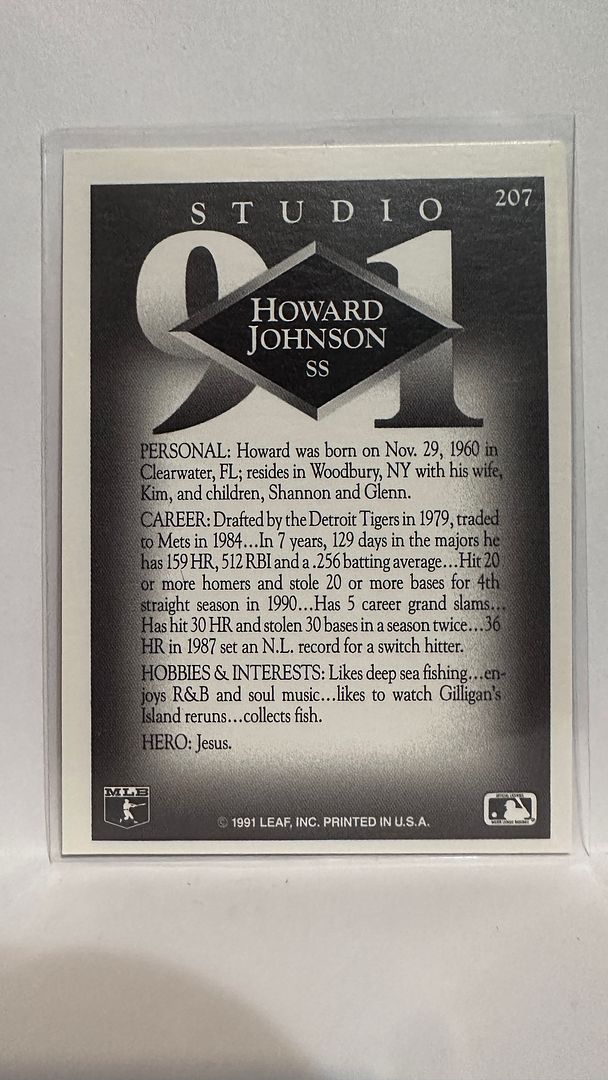 STUDIO
207
91
HOWARD
JOHNSON
SS
PERSONAL: Howard was born on Nov. 29, 1960 in
Clearwater, FL; resides in Woodbury, NY with his wife,
Kim, and children, Shannon and Glenn.
CAREER: Drafted by the Detroit Tigers in 1979, traded
to Mets in 1984...In 7 years, 129 days in the majors he
has 159 HR, 512 RBI and a .256 batting average...Hit 20
or more homers and stole 20 or more bases for 4th
straight season in 1990...Has 5 career grand slams...
Has hit 30 HR and stolen 30 bases in a season twice...36
HR in 1987 set an N.L. record for a switch hitter.
HOBBIES & INTERESTS: Likes deep sea fishing...en-
joys R&B and soul music...likes to watch Gilligan's
Island reruns...collects fish.
HERO: Jesus.
MLB
© 1991 LEAF, INC. PRINTED IN U.S.A.